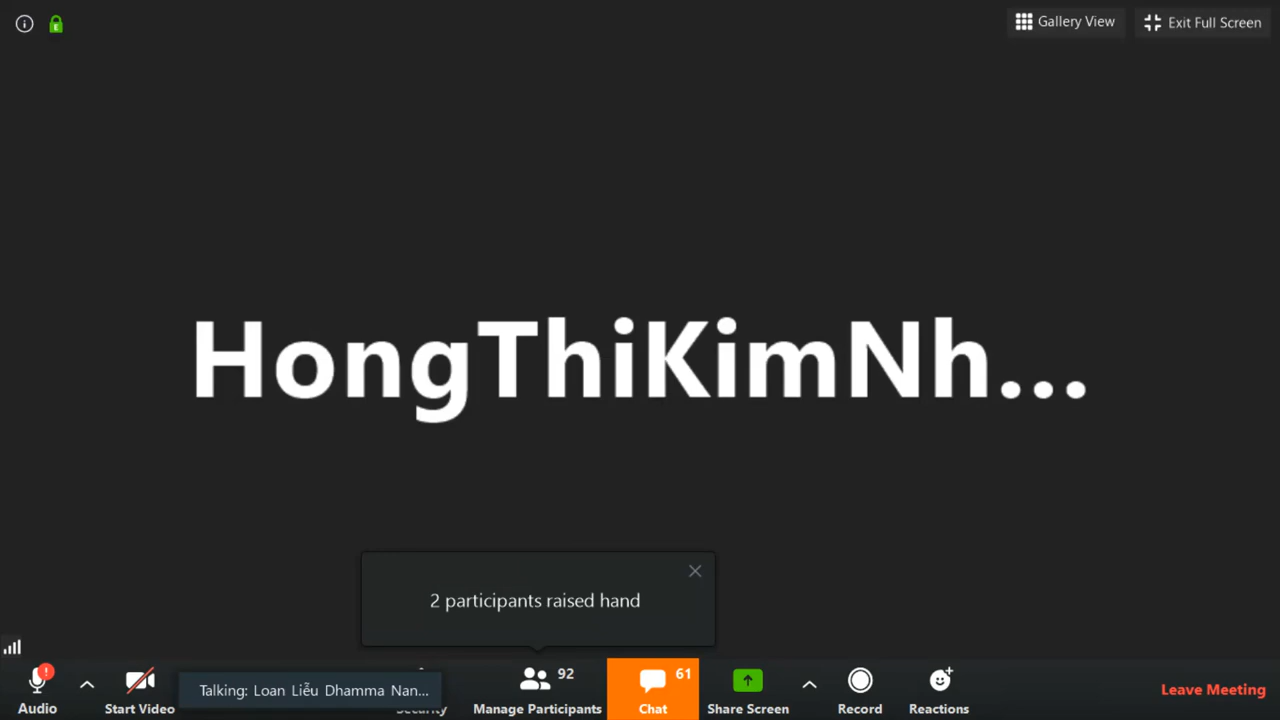 Gallery View
Exit Full Screen
HongThiKimNh...
2 participants raised hand
Talking: Loan Liễu Dhamma Nan...
92
61
Audio
Start Video
Security
Manage Participants
Chat
Share Screen
Record
Reactions
Leave Meeting